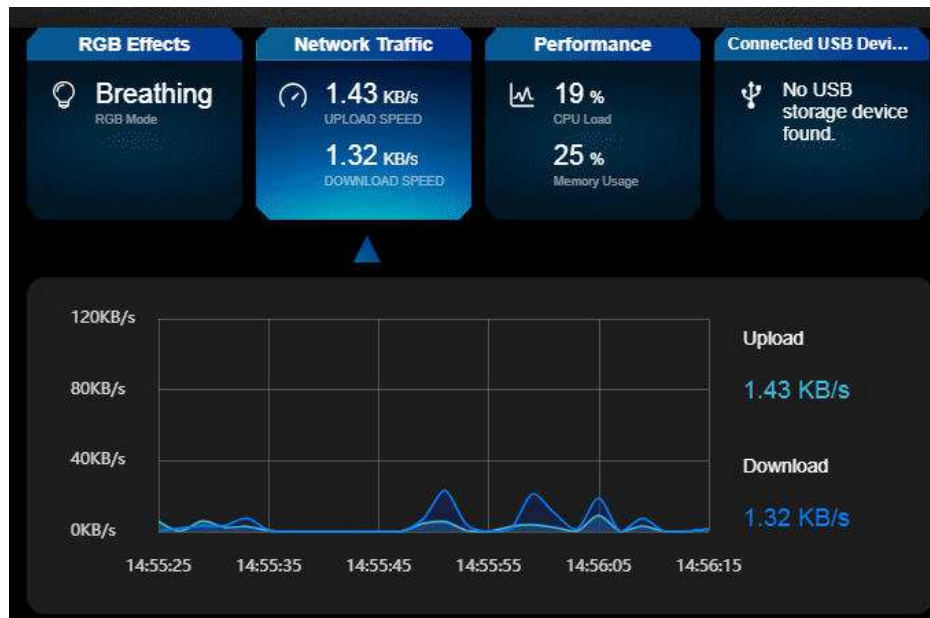 RGB Effects
Breathing
RGB Mode
Network Traffic
1.43 KB/s
UPLOAD SPEED
1.32 KB/s
DOWNLOAD SPEED
Performance
19 %
CPU Load
25 %
Memory Usage
Connected USB Devi...
No USB
storage device
found.
120KB/s
80KB/s
40KB/s
0KB/s
14:55:25 14:55:35 14:55:45 14:55:55 14:56:05 14:56:15
Upload
1.43 KB/s
Download
1.32 KB/s